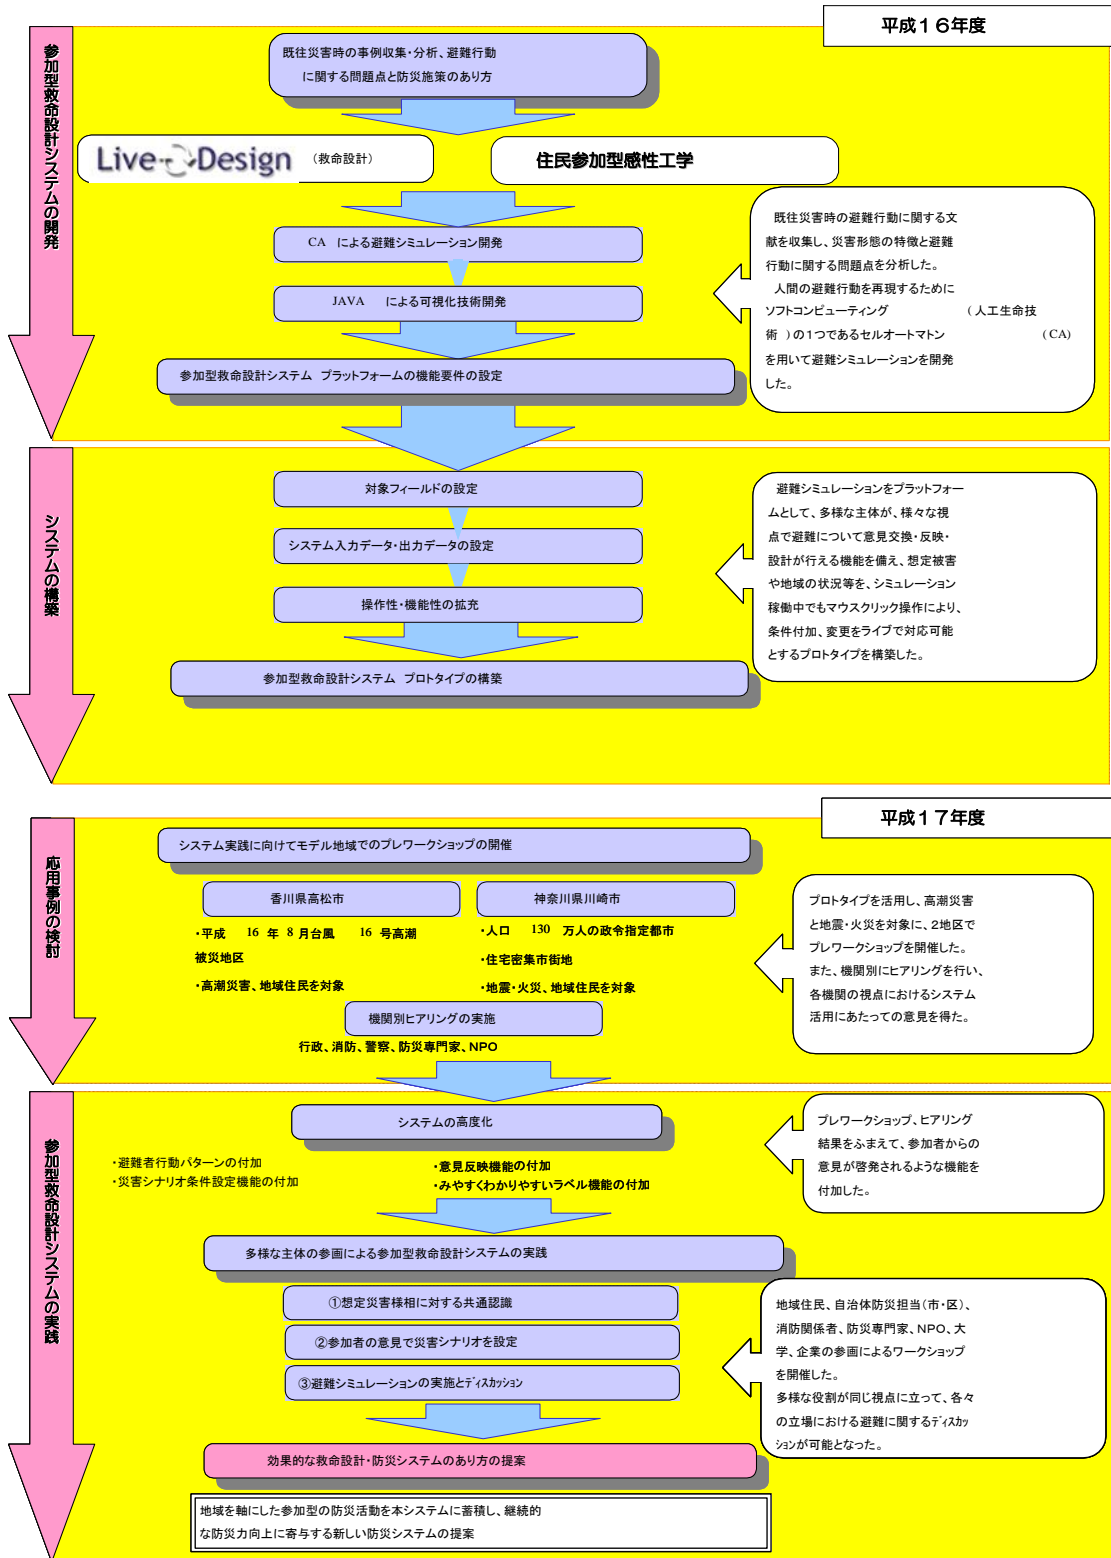 平成１６年度
参加型救命設計システムの開発
既往災害時の事例収集・分析、避難行動
に関する問題点と防災施策のあり方
Live Design （救命設計）
住民参加型感性工学
CA による避難シミュレーション開発
JAVA による可視化技術開発
参加型救命設計システム プラットフォームの機能要件の設定
既往災害時の避難行動に関する文
献を収集し、災害形態の特徴と避難
行動に関する問題点を分析した。
人間の避難行動を再現するために
ソフトコンピューティング （人工生命技
術 ）の１つであるセルオートマトン (CA)
を用いて避難シミュレーションを開発
した。
システムの構築
対象フィールドの設定
システム入力データ・出力データの設定
操作性・機能性の拡充
参加型救命設計システム プロトタイプの構築
避難シミュレーションをプラットフォー
ムとして、多様な主体が、様々な視
点で避難について意見交換・反映・
設計が行える機能を備え、想定被害
や地域の状況等を、シミュレーション
稼働中でもマウスクリック操作により、
条件付加、変更をライブで対応可能
とするプロトタイプを構築した。
平成１７年度
応用事例の検討
システム実践に向けてモデル地域でのプレワークショップの開催
香川県高松市
・平成 16 年 8 月台風 16 号高潮
被災地区
・高潮災害、地域住民を対象
神奈川県川崎市
・人口 130 万人の政令指定都市
・住宅密集市街地
・地震・火災、地域住民を対象
機関別ヒアリングの実施
行政、消防、警察、防災専門家、NPO
プロトタイプを活用し、高潮災害
と地震・火災を対象に、２地区で
プレワークショップを開催した。
また、機関別にヒアリングを行い、
各機関の視点におけるシステム
活用にあたっての意見を得た。
参加型救命設計システムの実践
システムの高度化
・避難者行動パターンの付加
・災害シナリオ条件設定機能の付加
・意見反映機能の付加
・みやすくわかりやすいラベル機能の付加
プレワークショップ、ヒアリング
結果をふまえて、参加者からの
意見が啓発されるような機能を
付加した。
多様な主体の参画による参加型救命設計システムの実践
①想定災害様相に対する共通認識
②参加者の意見で災害シナリオを設定
③避難シミュレーションの実施とディスカッション
地域住民、自治体防災担当（市・区）、
消防関係者、防災専門家、ＮＰＯ、大
学、企業の参画によるワークショップ
を開催した。
多様な役割が同じ視点に立って、各々
の立場における避難に関するディスカッ
ションが可能となった。
効果的な救命設計・防災システムのあり方の提案
地域を軸にした参加型の防災活動を本システムに蓄積し、継続的
な防災力向上に寄与する新しい防災システムの提案